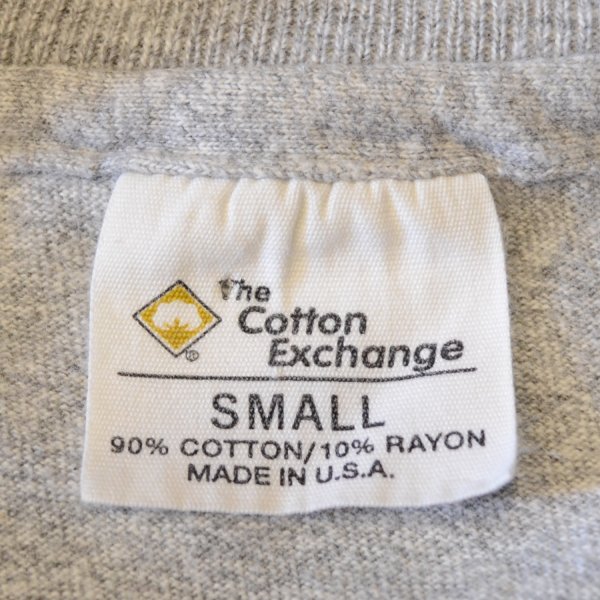 The
Cotton
Exchange
®
SMALL
90% COTTON/10% RAYON
MADE IN U.S.A.